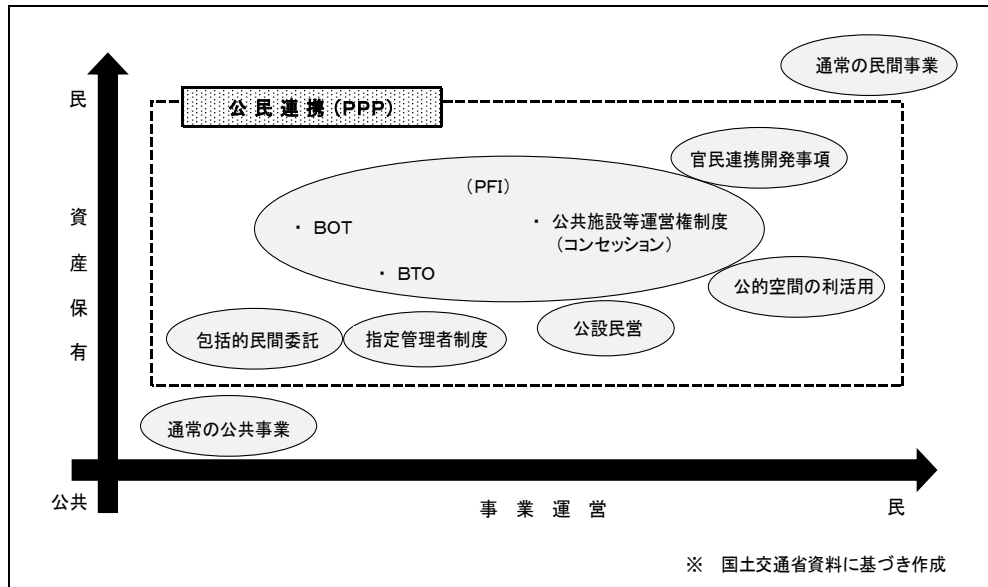 通常の民間事業
民
公民連携(PPP)
官民連携開発事項
(PFI)
資産保有
・ BOT
・ 公共施設等運営権制度
(コンセッション)
・ BTO
公的空間の利活用
包括的民間委託
指定管理者制度
公設民営
通常の公共事業
公共
事業運営
民
※ 国土交通省資料に基づき作成